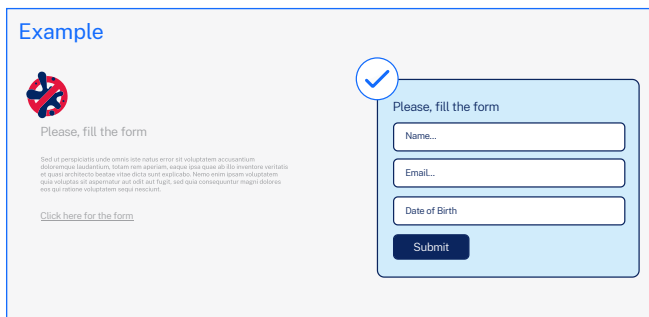 Example
Please, fill the form
Sed ut perspiciatis unde omnis iste natus error sit voluptatem accusantium
doloremque laudantium, totam rem aperiam, eaque ipsa quae ab illo inventore veritatis
et quasi architecto beatae vitae dicta sunt explicabo. Nemo enim ipsam voluptatem
quia voluptas sit aspernatur aut odit aut fugit, sed quia consequuntur magni dolores
eos qui ratione voluptatem sequi nesciunt.
Click here for the form
Please, fill the form
Name...
Email...
Date of Birth
Submit